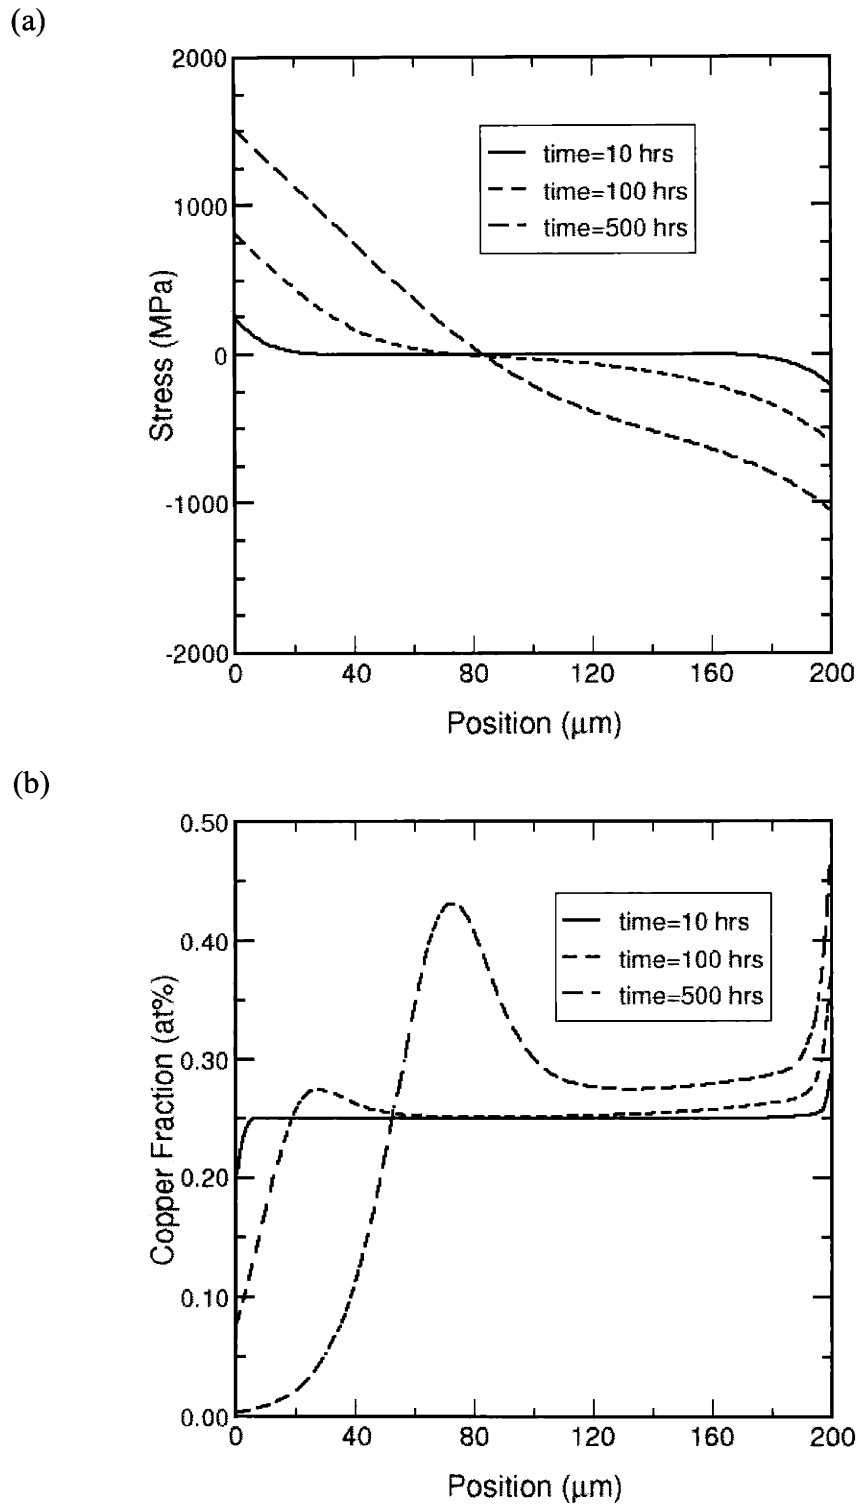 (a)
2000
1000
0
-1000
-2000
Stress (MPa)
time=10 hrs
time=100 hrs
time=500 hrs
0 40 80 120 160 200
Position (μm)
(b)
0.50
0.40
0.30
0.20
0.10
0.00
Copper Fraction (at%)
time=10 hrs
time=100 hrs
time=500 hrs
0 40 80 120 160 200
Position (μm)